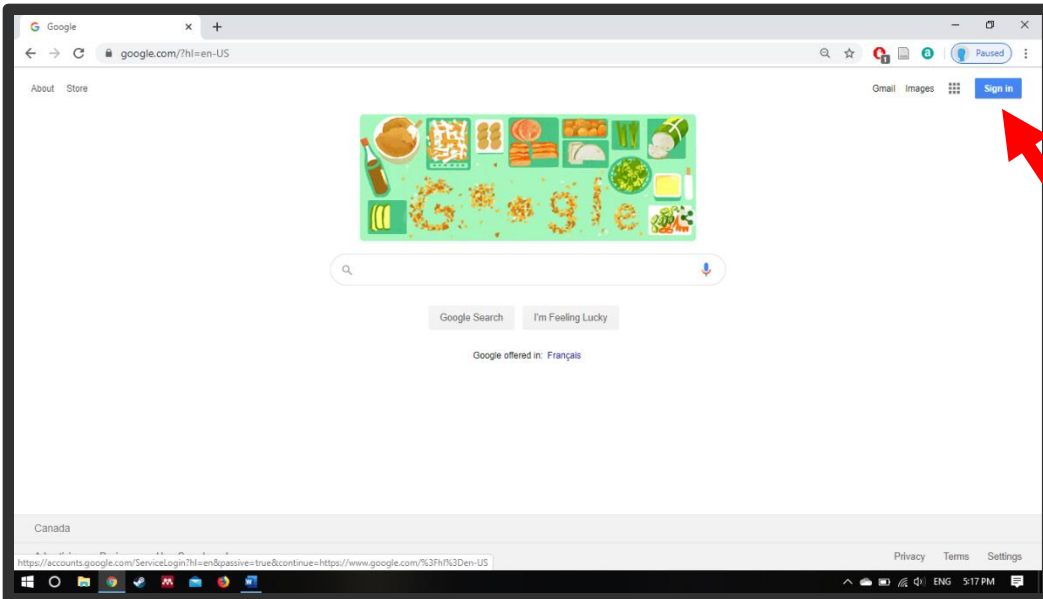 Google
google.com/?hl=en-US
1
a
Paused
About Store
Gmail Images
Sign in
G**gle
Google Search I'm Feeling Lucky
Google offered in: Français
Canada
Privacy Terms Settings
https://accounts.google.com/ServiceLogin?hl=en&passive=true&continue=https://www.google.com/%3Fhl%3Den-US
ENG 5:17 PM